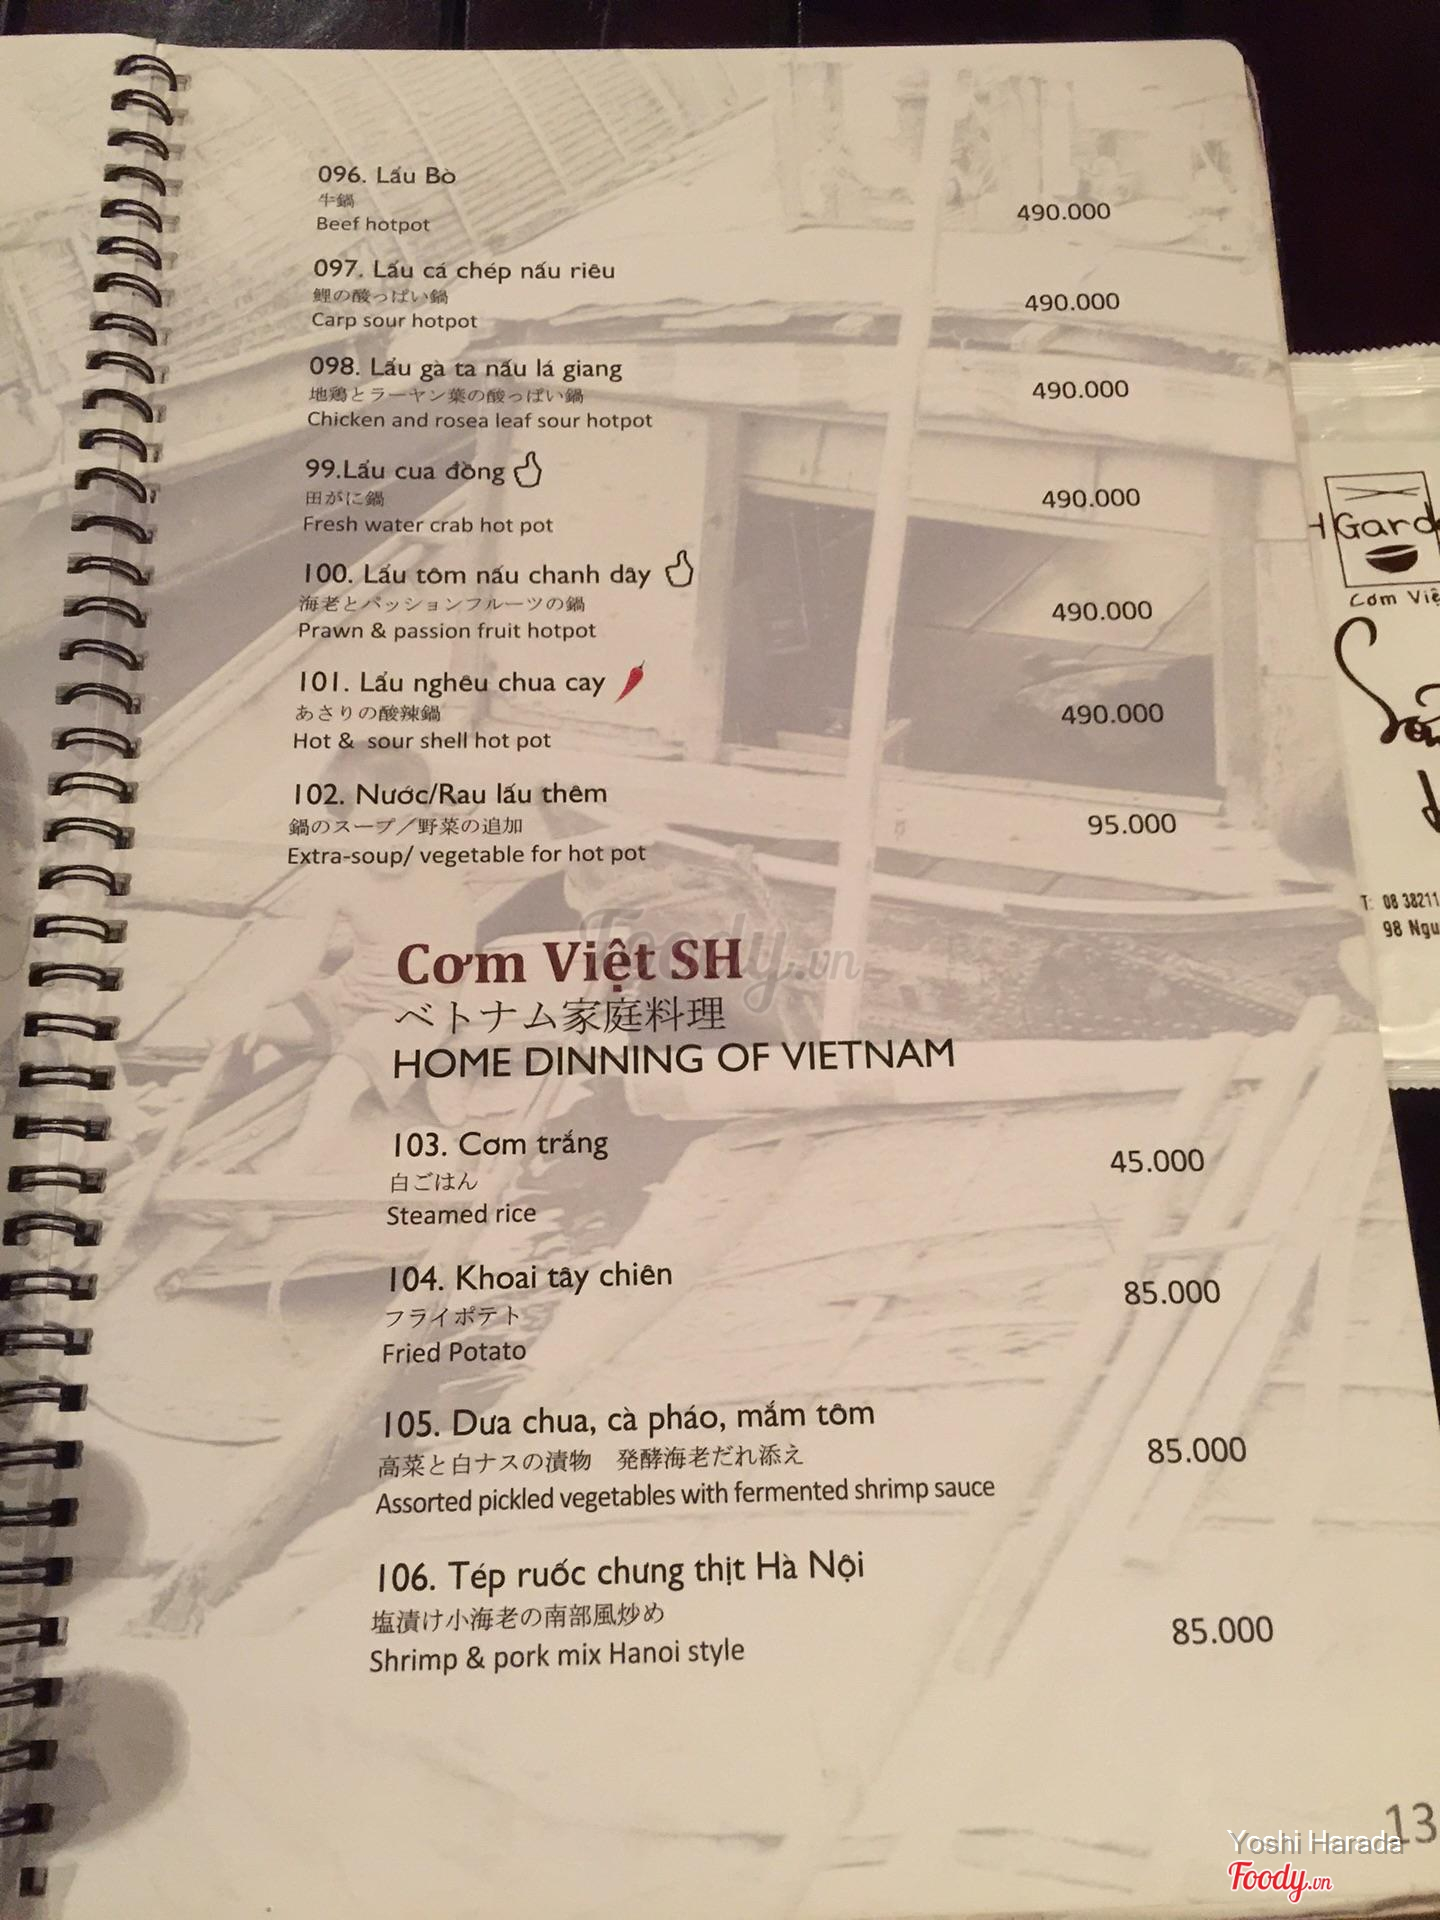 096. Lẩu Bò
牛鍋
Beef hotpot
490.000
097. Lẩu cá chép nấu riêu
鯉の酸っぱい鍋
Carp sour hotpot
490.000
098. Lẩu gà ta nấu lá giang
地鶏とラーヤン葉の酸っぱい鍋
Chicken and rosea leaf sour hotpot
490.000
99.Lẩu cua đồng
田がに鍋
Fresh water crab hot pot
490.000
100. Lẩu tôm nấu chanh dây
海老とパッションフルーツの鍋
Prawn & passion fruit hotpot
490.000
101. Lẩu nghêu chua cay
あさりの酸辣鍋
Hot & sour shell hot pot
490.000
102. Nước/Rau lẩu thêm
鍋のスープ／野菜の追加
Extra-soup/ vegetable for hot pot
95.000
Cơm Việt SH
ベトナム家庭料理
HOME DINNING OF VIETNAM
103. Cơm trắng
白ごはん
Steamed rice
45.000
104. Khoai tây chiên
フライポテト
Fried Potato
85.000
105. Dưa chua, cà pháo, mắm tôm
高菜と白ナスの漬物　発酵海老だれ添え
Assorted pickled vegetables with fermented shrimp sauce
85.000
106. Tép ruốc chưng thịt Hà Nội
塩漬け小海老の南部風炒め
Shrimp & pork mix Hanoi style
85.000
13
H Gard
Cơm Việ
T: 08 38211
98 Ngu
Foody.vn
Yoshi Harada
Foody.vn